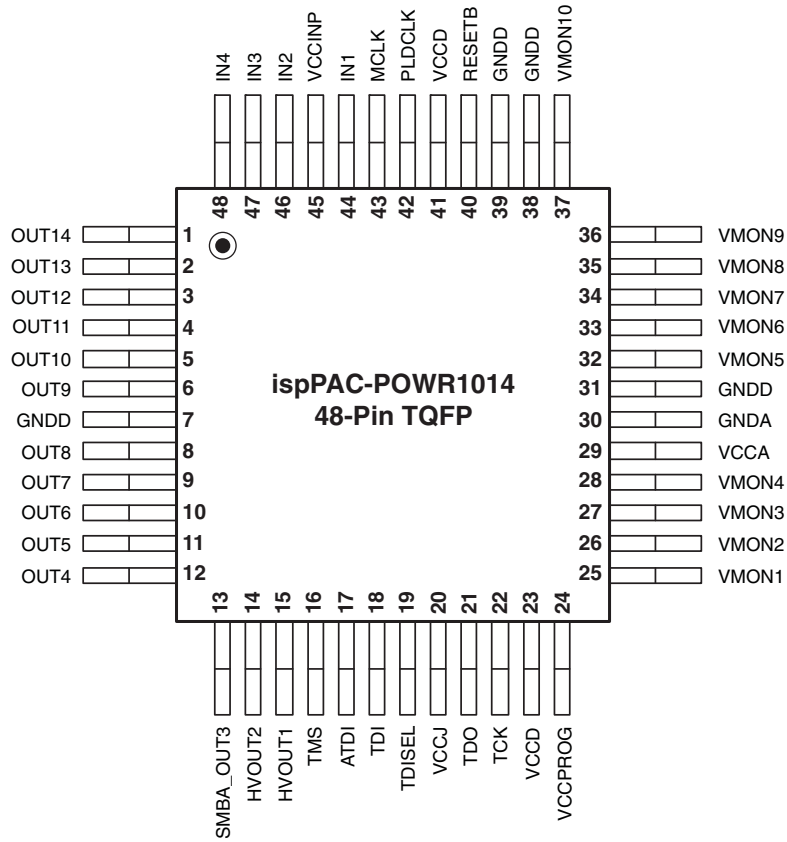 IN4
IN3
IN2
VCCINP
IN1
MCLK
PLDCLK
VCCD
RESETB
GNDD
GNDD
VMON10
48
47
46
45
44
43
42
41
40
39
38
37
OUT14 1
OUT13 2
OUT12 3
OUT11 4
OUT10 5
OUT9 6
GNDD 7
OUT8 8
OUT7 9
OUT6 10
OUT5 11
OUT4 12
ispPAC-POWR1014
48-Pin TQFP
36 VMON9
35 VMON8
34 VMON7
33 VMON6
32 VMON5
31 GNDD
30 GNDA
29 VCCA
28 VMON4
27 VMON3
26 VMON2
25 VMON1
13
14
15
16
17
18
19
20
21
22
23
24
SMBA_OUT3
HVOUT2
HVOUT1
TMS
ATDI
TDI
TDISEL
VCCJ
TDO
TCK
VCCD
VCCPROG